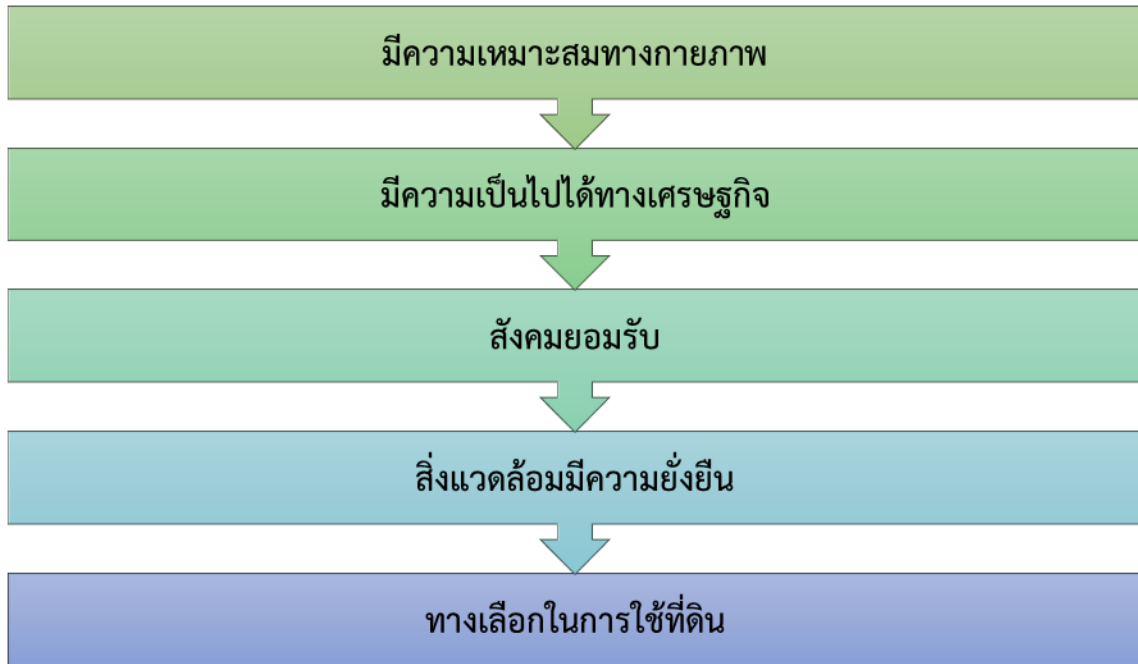 มีความเหมาะสมทางกายภาพ
มีความเป็นไปได้ทางเศรษฐกิจ
สังคมยอมรับ
สิ่งแวดล้อมมีความยั่งยืน
ทางเลือกในการใช้ที่ดิน